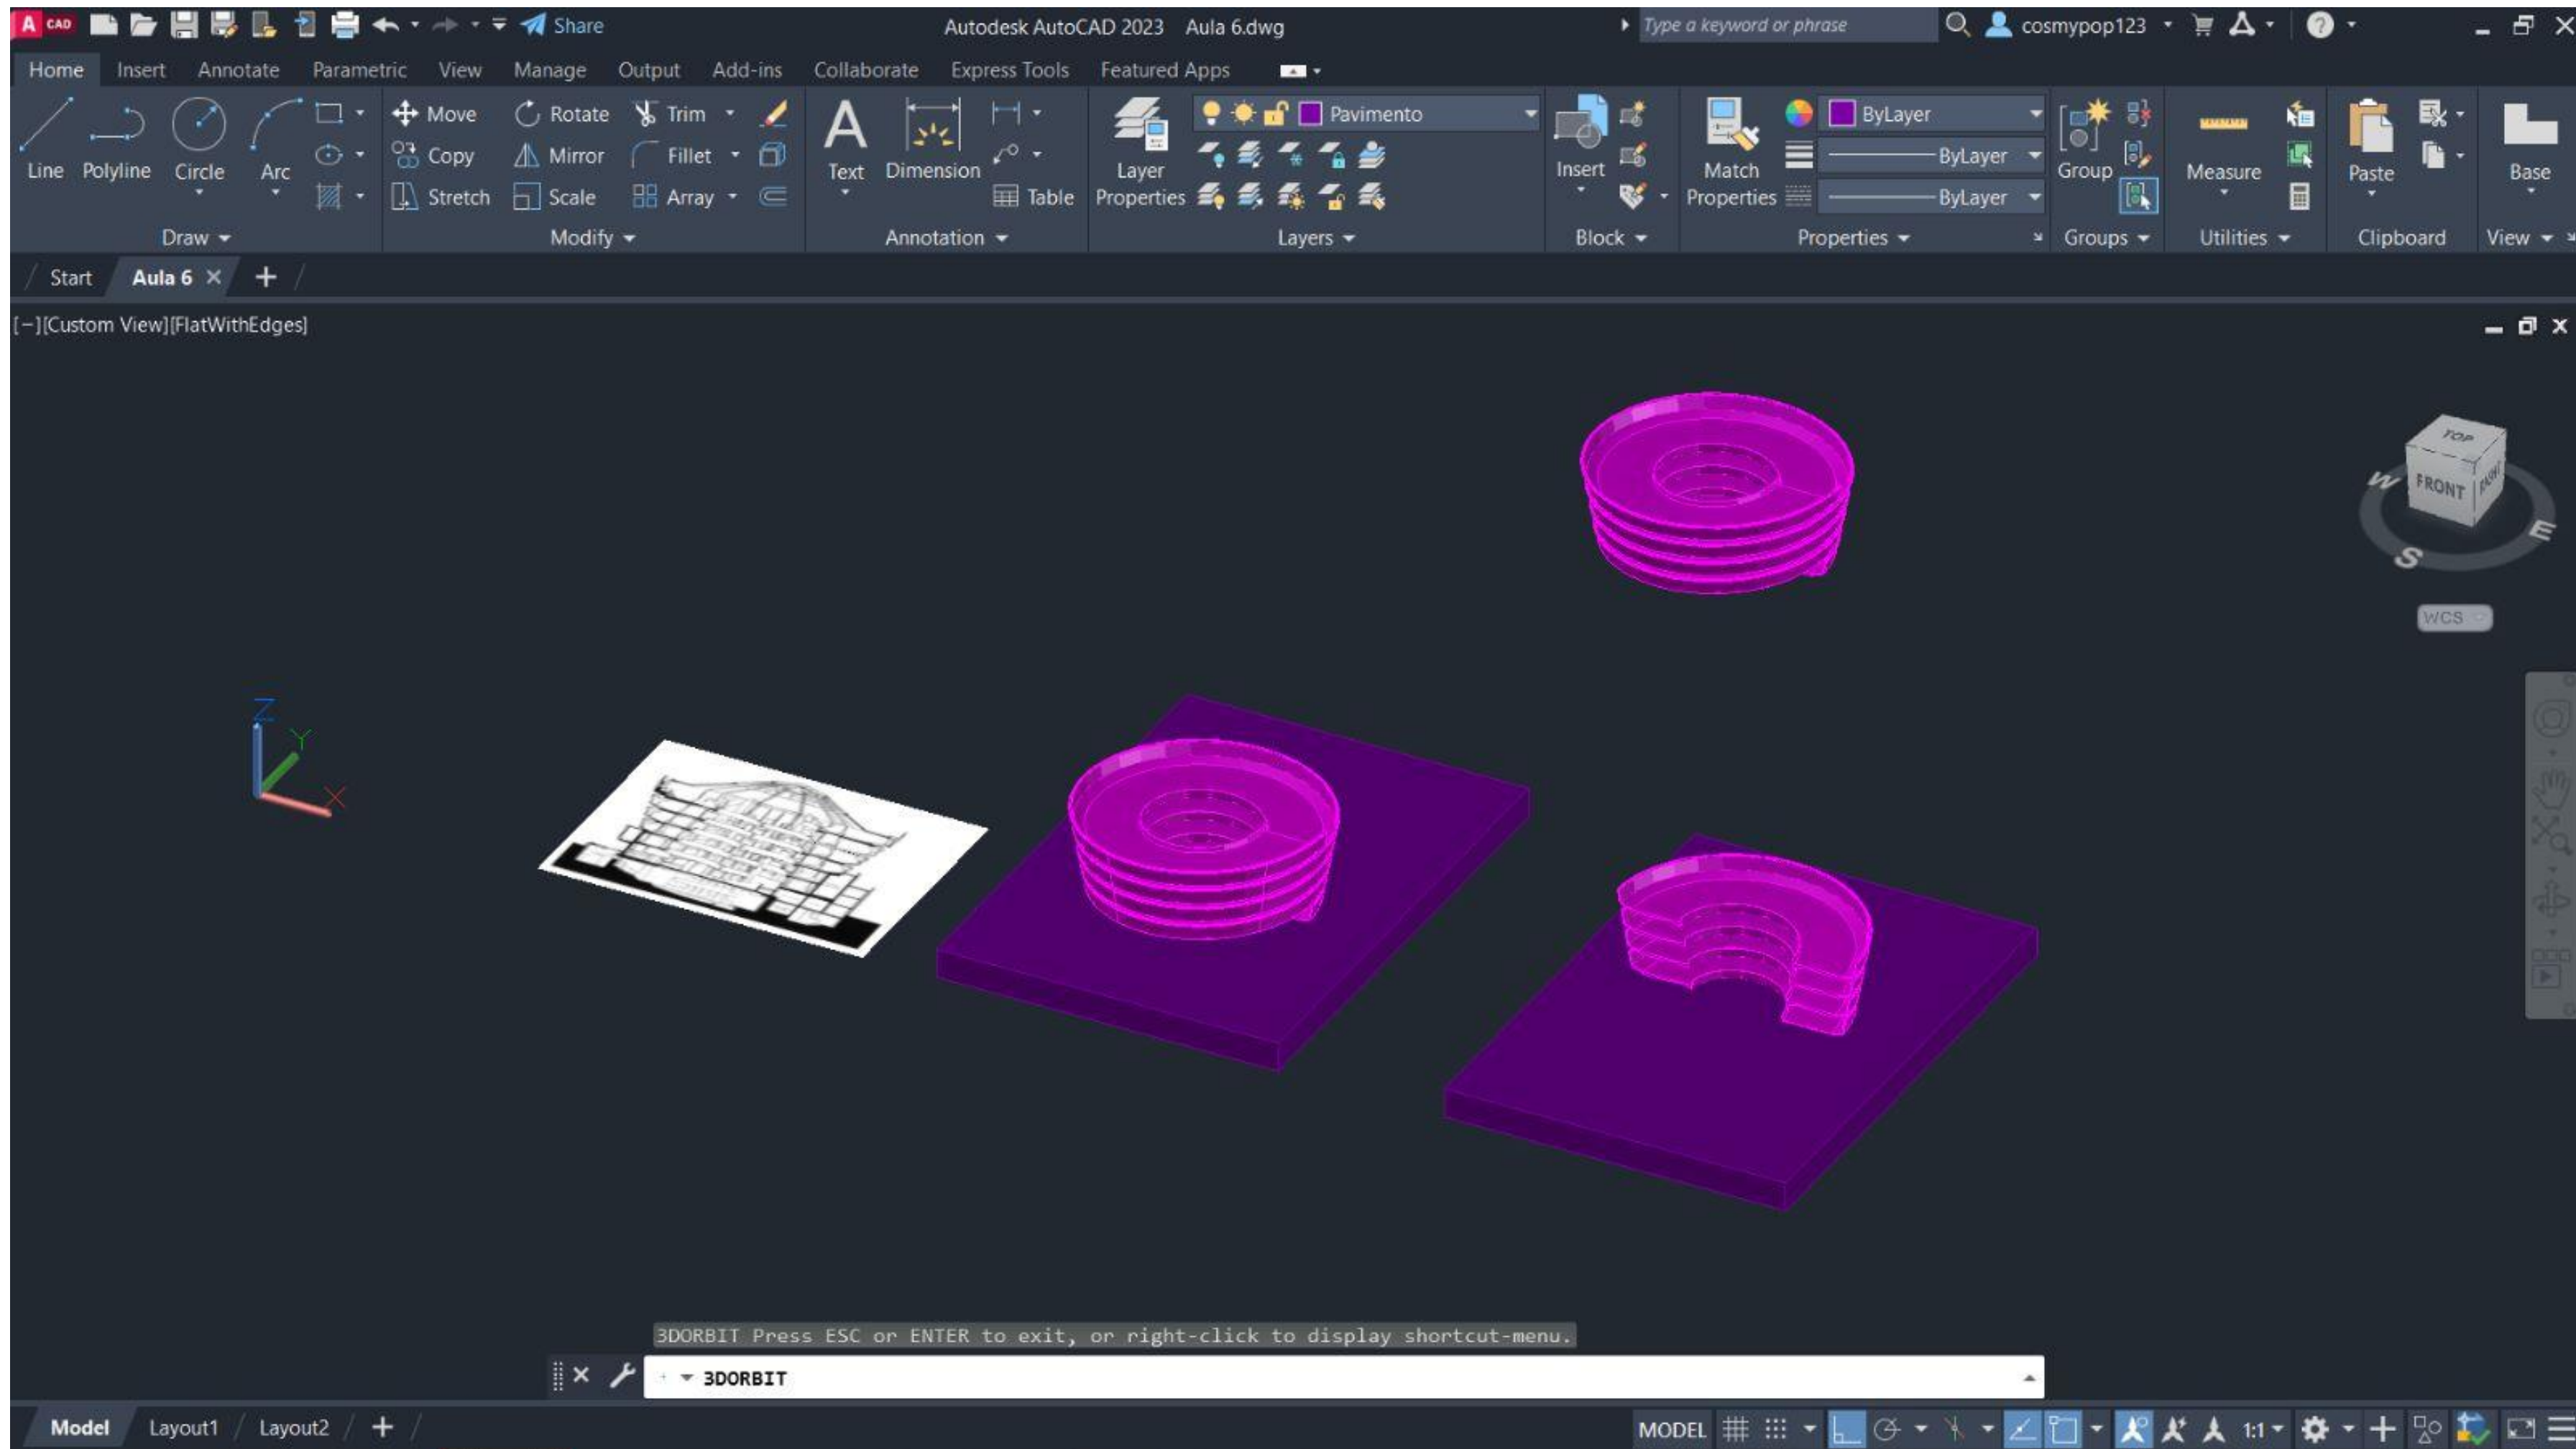 A CAD Share Autodesk AutoCAD 2023 Aula 6.dwg Type a keyword or phrase cosmypop123
Home Insert Annotate Parametric View Manage Output Add-ins Collaborate Express Tools Featured Apps
Move Rotate Trim Pavimento ByLayer
Copy Mirror Fillet ByLayer
Line Polyline Circle Arc Text Dimension Layer Insert Match Group Measure Paste Base
Stretch Scale Array Table Properties Properties ByLayer
Draw Modify Annotation Layers Block Properties Groups Utilities Clipboard View
Start Aula 6
[−][Custom View][FlatWithEdges]
TOP
W FRONT RIGHT
E
S
WCS
Z
Y
X
3DORBIT Press ESC or ENTER to exit, or right-click to display shortcut-menu.
3DORBIT
Model Layout1 Layout2 MODEL 1:1